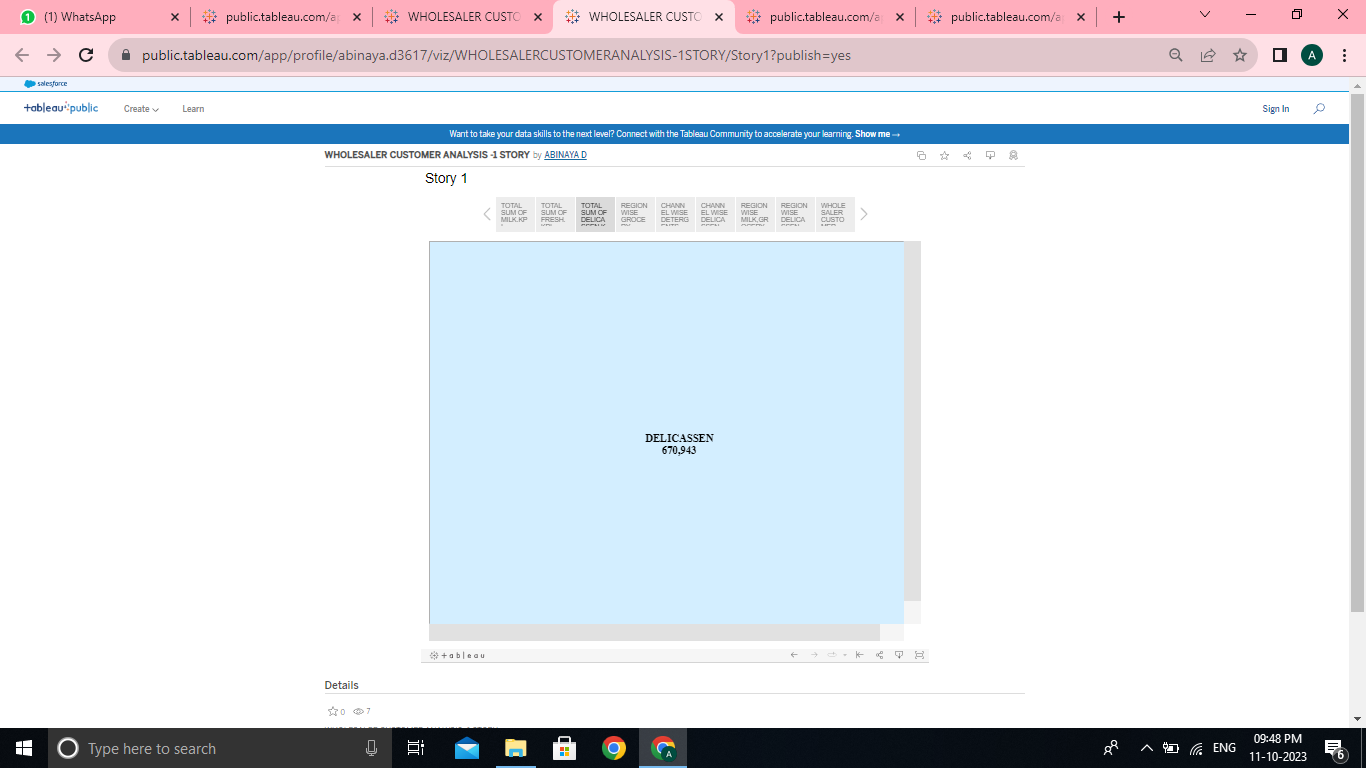 (1) WhatsApp
public.tableau.com/a
WHOLESALER CUSTO
WHOLESALER CUSTO
public.tableau.com/a
public.tableau.com/a
public.tableau.com/app/profile/abinaya.d3617/viz/WHOLESALERCUSTOMERANALYSIS-1STORY/Story1?publish=yes
A
salesforce
+ableau public
Create
Learn
Sign In
Want to take your data skills to the next level? Connect with the Tableau Community to accelerate your learning. Show me →
WHOLESALER CUSTOMER ANALYSIS -1 STORY by ABINAYA D
Story 1
TOTAL
SUM OF
MILK.KP
TOTAL
SUM OF
FRESH.
TOTAL
SUM OF
DELICA
REGION
WISE
GROCE
CHANN
EL WISE
DETERG
CHANN
EL WISE
DELICA
REGION
WISE
MILK,GR
REGION
WISE
DELICA
WHOLE
SALER
CUSTO
DELICASSEN
670,943
+ableau
Details
0
7
Type here to search
A
ENG
09:48 PM
11-10-2023
6